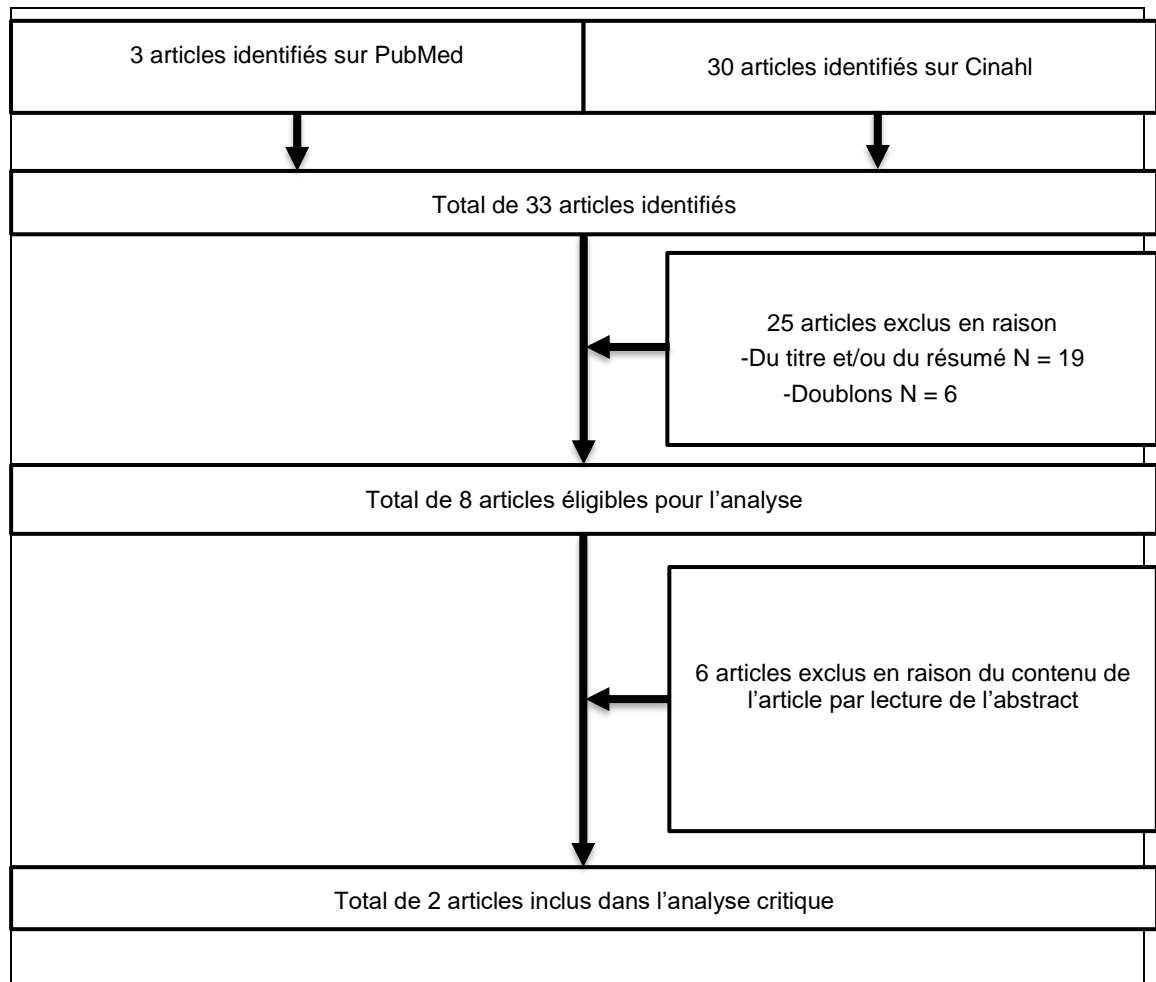 3 articles identifiés sur PubMed
30 articles identifiés sur Cinahl
Total de 33 articles identifiés
25 articles exclus en raison
-Du titre et/ou du résumé N = 19
-Doublons N = 6
Total de 8 articles éligibles pour l’analyse
6 articles exclus en raison du contenu de
l’article par lecture de l’abstract
Total de 2 articles inclus dans l’analyse critique